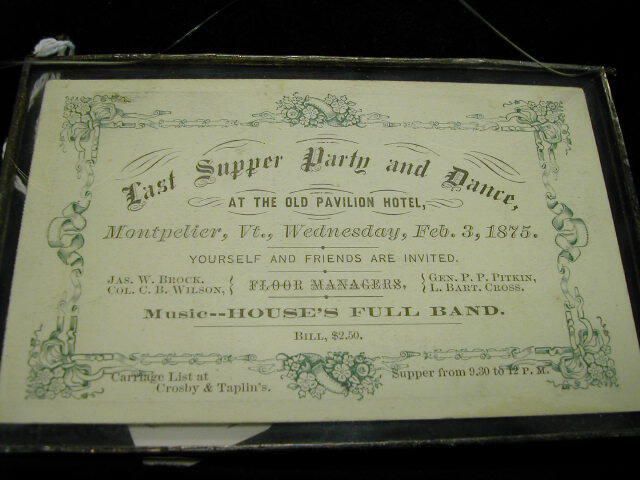 Last Supper Party and Dance,
AT THE OLD PAVILION HOTEL,
Montpelier, Vt., Wednesday, Feb. 3, 1875.
YOURSELF AND FRIENDS ARE INVITED.
JAS. W. BROCK,
COL. C. B. WILSON, { FLOOR MANAGERS, { GEN. P. P. PITKIN,
L. BART. CROSS.
Music--HOUSE'S FULL BAND.
BILL, $2.50.
Carriage List at
Crosby & Taplin's.
Supper from 9.30 to 12 P. M.